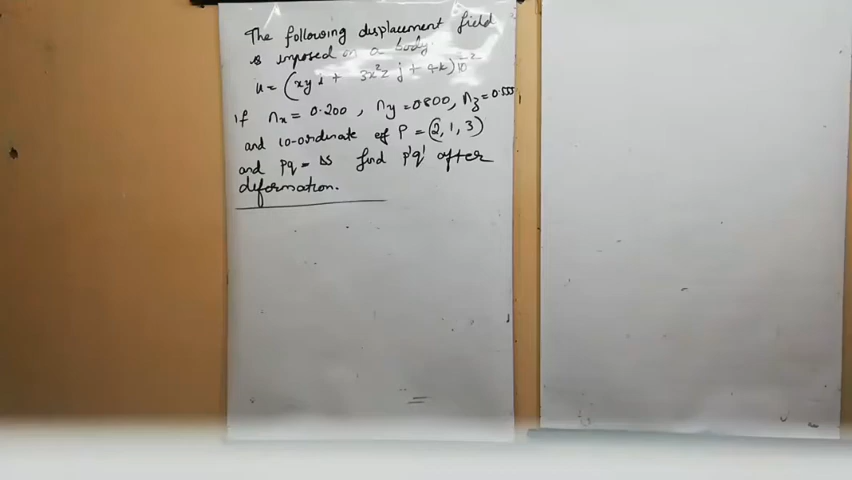 The following displacement field
is imposed on a body.
u = (xy i + 3x²z j + 4k)10⁻²
if nx = 0.200, ny = 0.800, nz = 0.555
and co-ordinate of P = (2, 1, 3)
and pq = Δs find p'q' after
deformation.